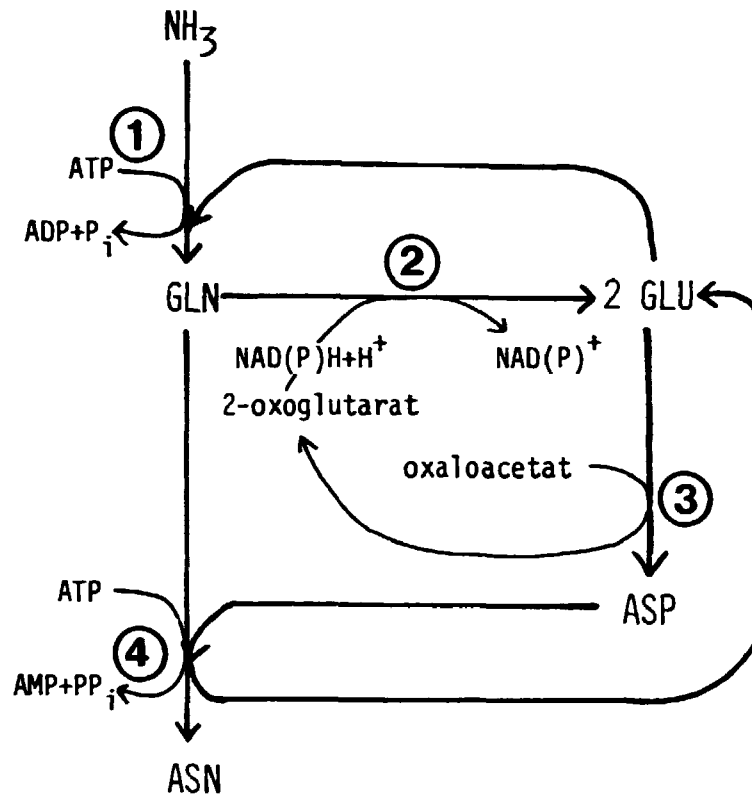 NH3
1
ATP
ADP+Pi
2
GLN
2 GLU
NAD(P)H+H+
NAD(P)+
2-oxoglutarat
oxaloacetat
3
ATP
ASP
4
AMP+PPi
ASN